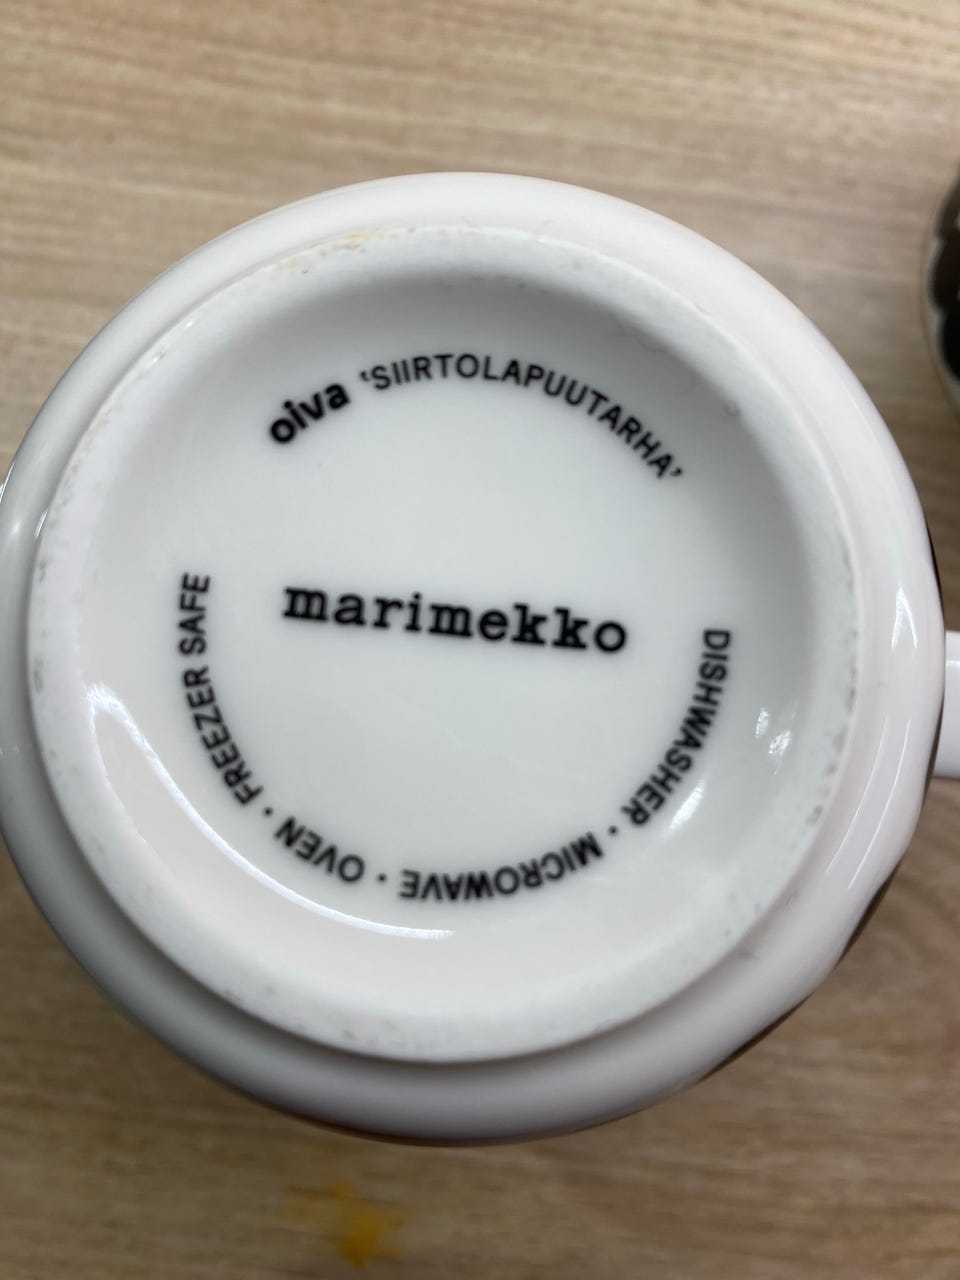 oiva ‘SIIRTOLAPUUTARHA’
marimekko
DISHWASHER · MICROWAVE · OVEN · FREEZER SAFE